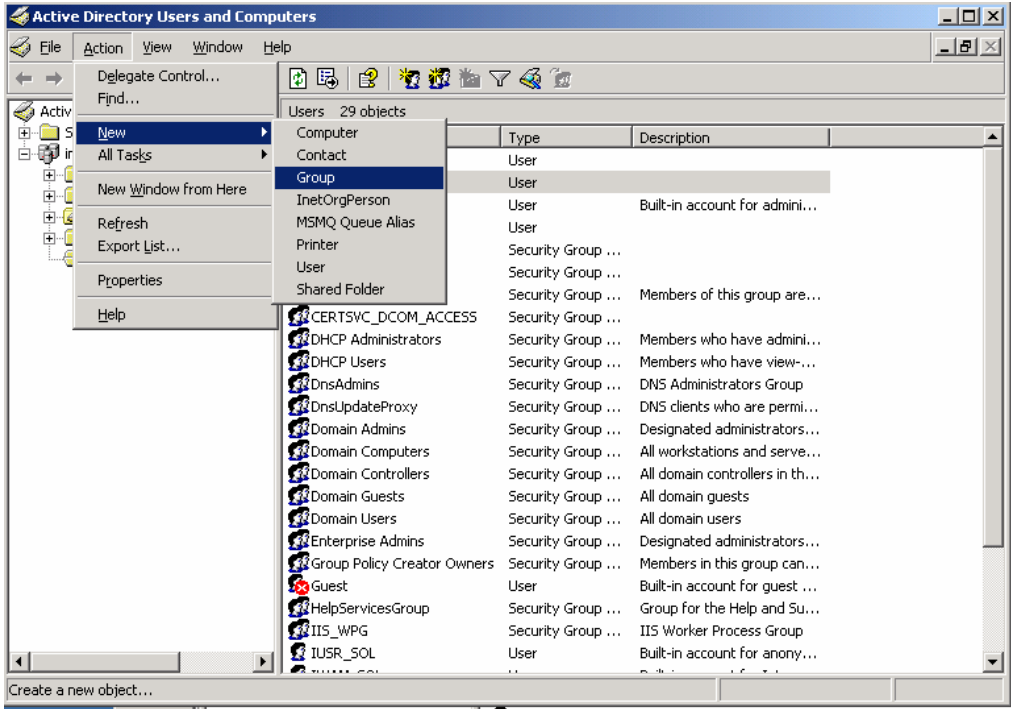 Active Directory Users and Computers
File Action View Window Help
Delegate Control...
Find...
New
All Tasks
New Window from Here
Refresh
Export List...
Properties
Help
Computer
Contact
Group
InetOrgPerson
MSMQ Queue Alias
Printer
User
Shared Folder
Activ
S
in
Users 29 objects
Type Description
User
User
User Built-in account for admini...
User
Security Group ...
Security Group ...
Security Group ... Members of this group are...
CERTSVC_DCOM_ACCESS Security Group ...
DHCP Administrators Security Group ... Members who have admini...
DHCP Users Security Group ... Members who have view-...
DnsAdmins Security Group ... DNS Administrators Group
DnsUpdateProxy Security Group ... DNS clients who are permi...
Domain Admins Security Group ... Designated administrators...
Domain Computers Security Group ... All workstations and serve...
Domain Controllers Security Group ... All domain controllers in th...
Domain Guests Security Group ... All domain guests
Domain Users Security Group ... All domain users
Enterprise Admins Security Group ... Designated administrators...
Group Policy Creator Owners Security Group ... Members in this group can...
Guest User Built-in account for guest ...
HelpServicesGroup Security Group ... Group for the Help and Su...
IIS_WPG Security Group ... IIS Worker Process Group
IUSR_SOL User Built-in account for anony...
Create a new object...